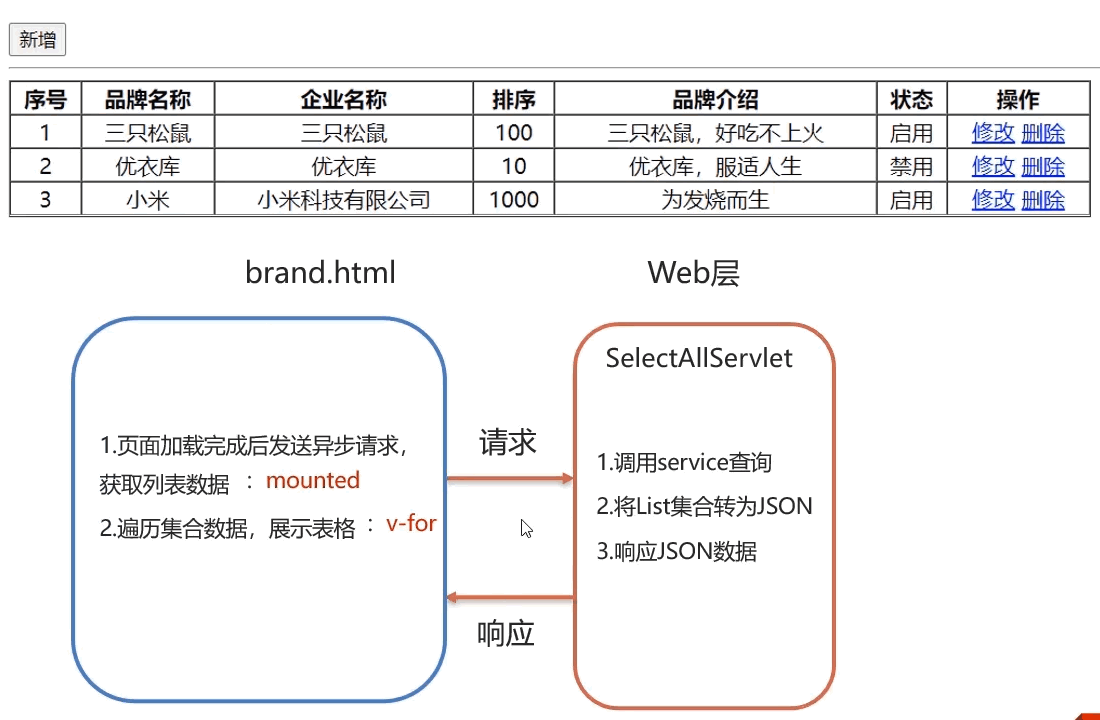 新增
序号 品牌名称 企业名称 排序 品牌介绍 状态 操作
1 三只松鼠 三只松鼠 100 三只松鼠，好吃不上火 启用 修改 删除
2 优衣库 优衣库 10 优衣库，服适人生 禁用 修改 删除
3 小米 小米科技有限公司 1000 为发烧而生 启用 修改 删除
brand.html
Web层
1.页面加载完成后发送异步请求，
获取列表数据 ：mounted
2.遍历集合数据，展示表格 ：v-for
请求
响应
SelectAllServlet
1.调用service查询
2.将List集合转为JSON
3.响应JSON数据